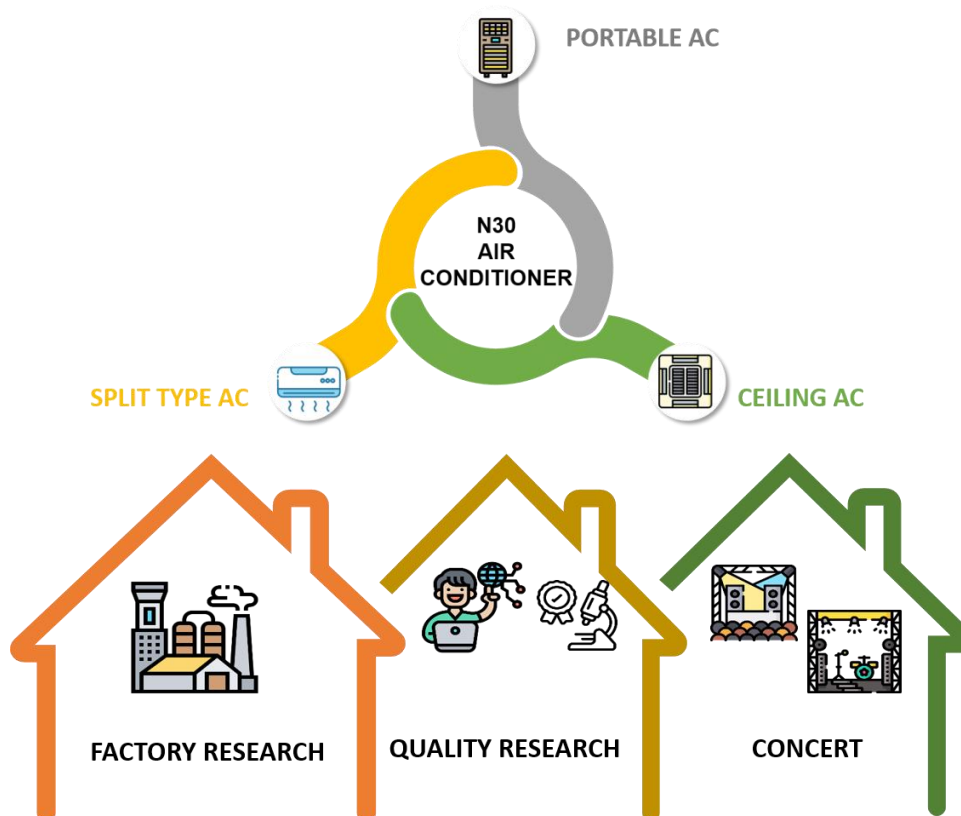 PORTABLE AC
N30
AIR
CONDITIONER
SPLIT TYPE AC
CEILING AC
FACTORY RESEARCH
QUALITY RESEARCH
CONCERT